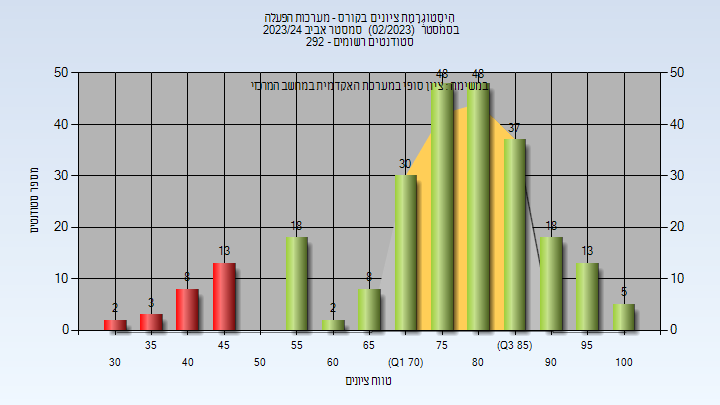 היסטוגרמת ציונים בקורס - מערכות הפעלה
בסמסטר (02/2023) סמסטר אביב 2023/24
סטודנטים רשומים - 292
במשימת : ציון סופי במערכת האקדמית במחשב המרכזי
מספר סטודנטים
50 40 30 20 10 0
2 3 8 13 18 2 8 30 48 48 37 18 13 5
50 40 30 20 10 0
35 45 55 65 75 (Q3 85) 95
30 40 50 60 (Q1 70) 80 90 100
טווח ציונים